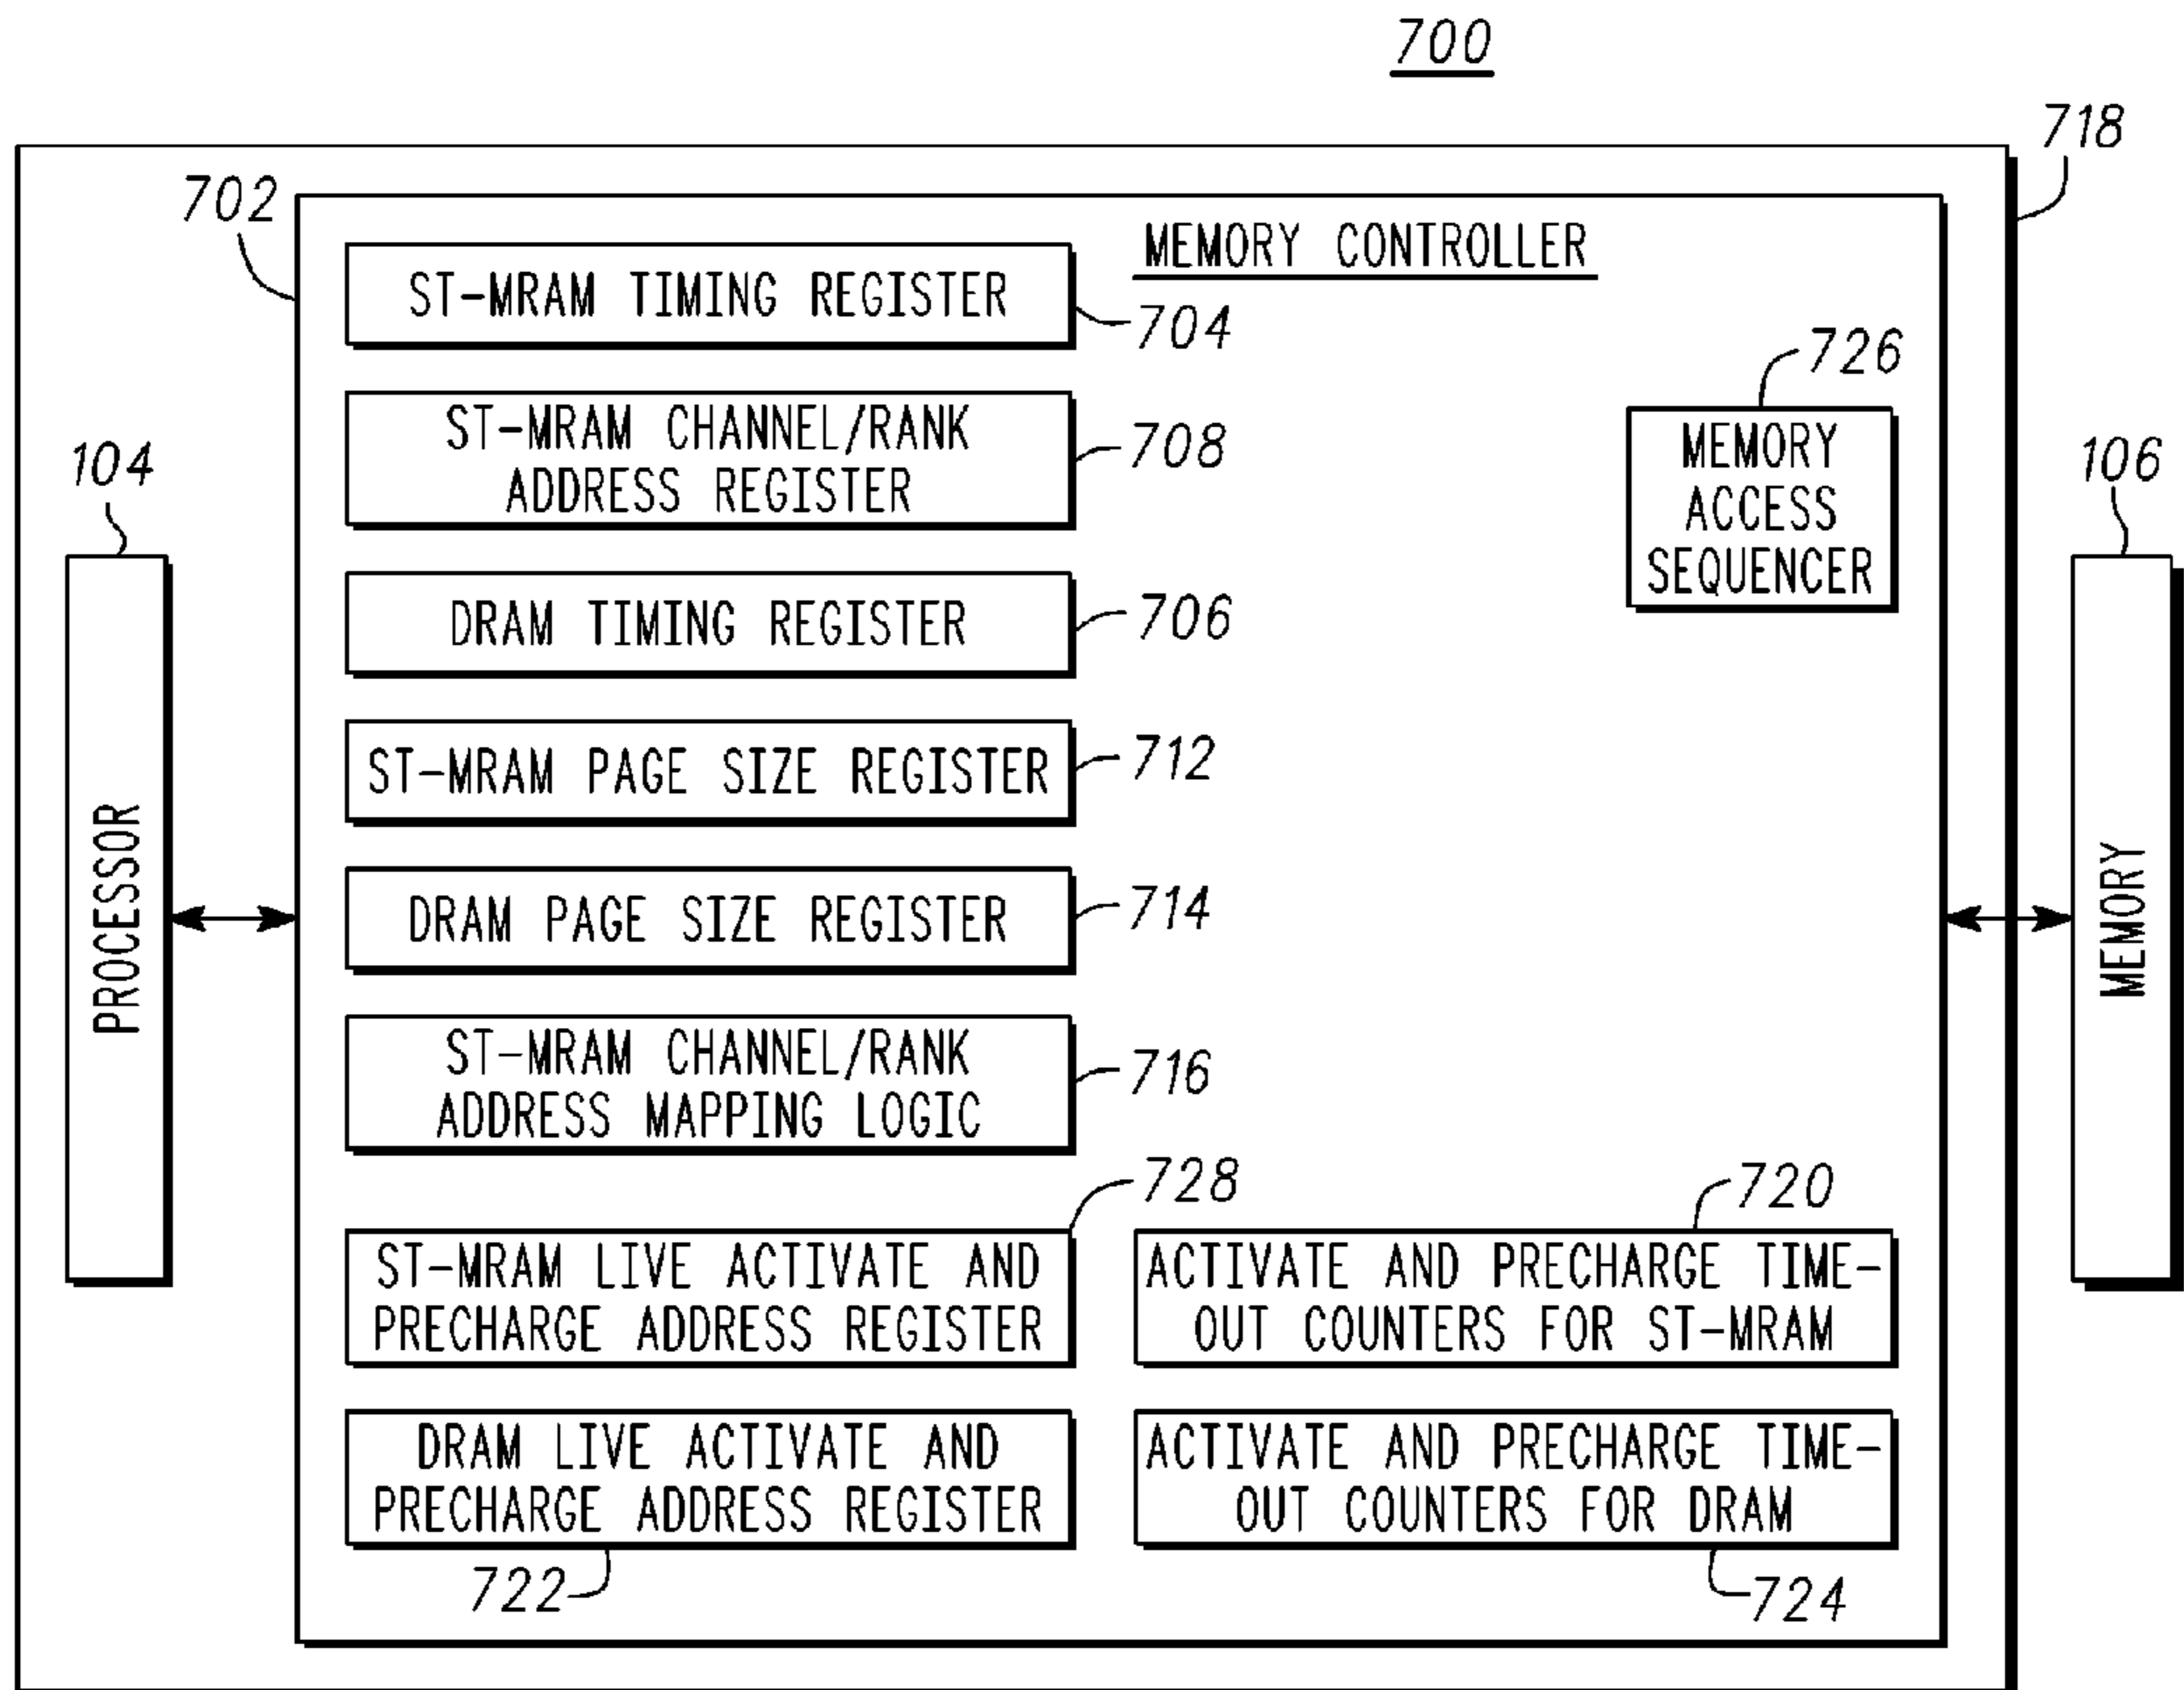 700
718
702
MEMORY CONTROLLER
ST-MRAM TIMING REGISTER
704
726
ST-MRAM CHANNEL/RANK
ADDRESS REGISTER
708
MEMORY
ACCESS
SEQUENCER
104
106
DRAM TIMING REGISTER
706
ST-MRAM PAGE SIZE REGISTER
712
PROCESSOR
MEMORY
DRAM PAGE SIZE REGISTER
714
ST-MRAM CHANNEL/RANK
ADDRESS MAPPING LOGIC
716
728
720
ST-MRAM LIVE ACTIVATE AND
PRECHARGE ADDRESS REGISTER
ACTIVATE AND PRECHARGE TIME-
OUT COUNTERS FOR ST-MRAM
DRAM LIVE ACTIVATE AND
PRECHARGE ADDRESS REGISTER
ACTIVATE AND PRECHARGE TIME-
OUT COUNTERS FOR DRAM
722
724